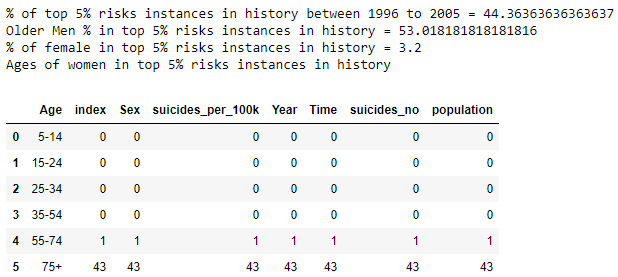 % of top 5% risks instances in history between 1996 to 2005 = 44.36363636363637
Older Men % in top 5% risks instances in history = 53.018181818181816
% of female in top 5% risks instances in history = 3.2
Ages of women in top 5% risks instances in history
Age index Sex suicides_per_100k Year Time suicides_no population
0 5-14 0 0 0 0 0 0 0
1 15-24 0 0 0 0 0 0 0
2 25-34 0 0 0 0 0 0 0
3 35-54 0 0 0 0 0 0 0
4 55-74 1 1 1 1 1 1 1
5 75+ 43 43 43 43 43 43 43